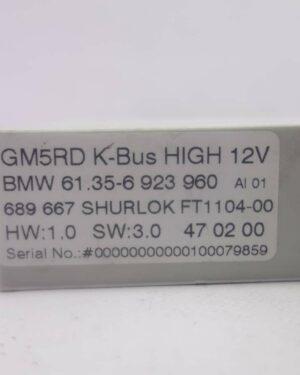 GM5RD K-Bus HIGH 12V
BMW 61.35-6 923 960 AI 01
689 667 SHURLOK FT1104-00
HW:1.0 SW:3.0 47 02 00
Serial No.:#00000000000100079859